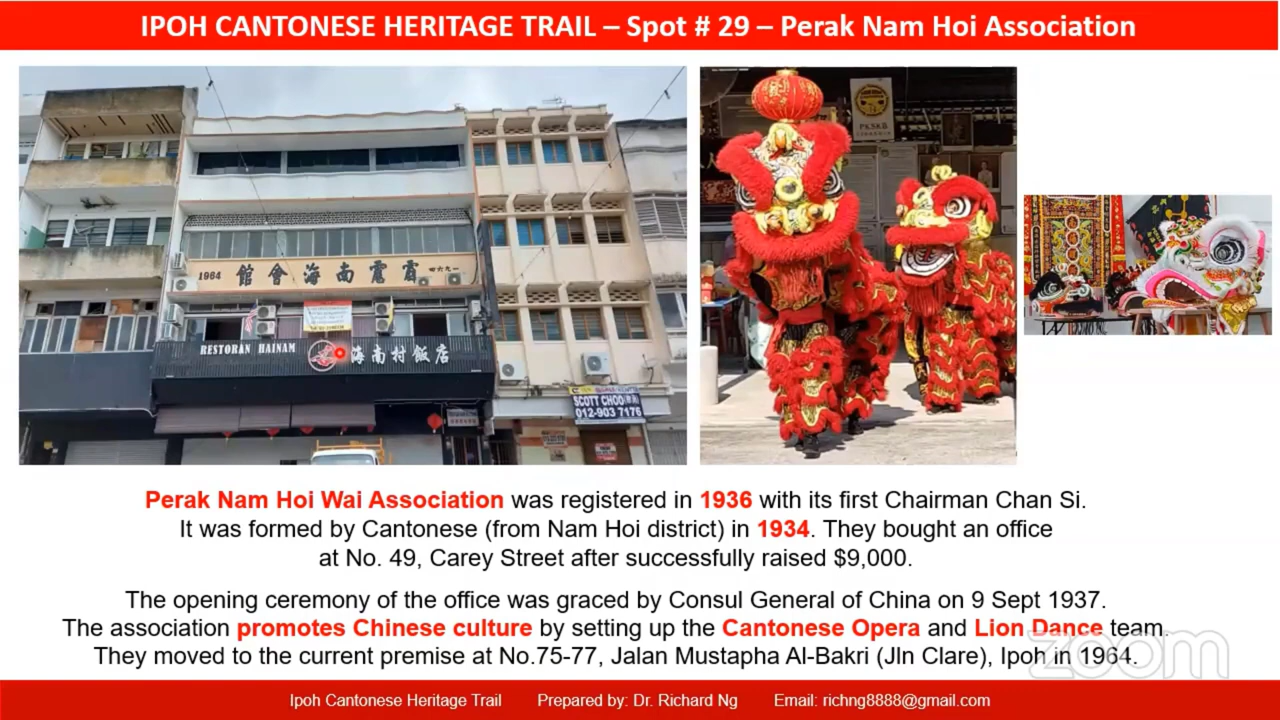 IPOH CANTONESE HERITAGE TRAIL – Spot # 29 – Perak Nam Hoi Association
1964 館會海南靂霹 四六九一
RESTORAN HAINAM 海南村飯店
SCOTT CHOO
012-903 7176
PKSKB
Perak Nam Hoi Wai Association was registered in 1936 with its first Chairman Chan Si.
It was formed by Cantonese (from Nam Hoi district) in 1934. They bought an office
at No. 49, Carey Street after successfully raised $9,000.
The opening ceremony of the office was graced by Consul General of China on 9 Sept 1937.
The association promotes Chinese culture by setting up the Cantonese Opera and Lion Dance team.
They moved to the current premise at No.75-77, Jalan Mustapha Al-Bakri (Jln Clare), Ipoh in 1964.
zoom
Ipoh Cantonese Heritage Trail Prepared by: Dr. Richard Ng Email: richng8888@gmail.com